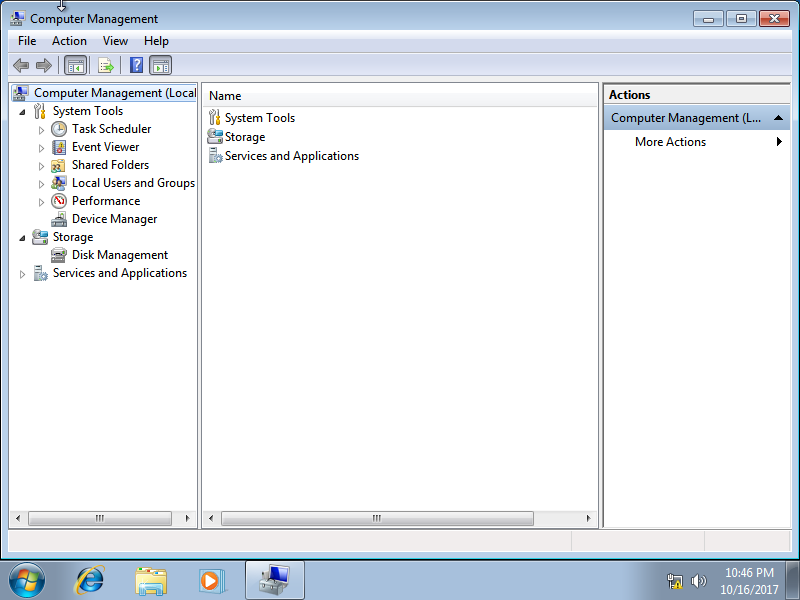 Computer Management
File Action View Help
Computer Management (Local
System Tools
Task Scheduler
Event Viewer
Shared Folders
Local Users and Groups
Performance
Device Manager
Storage
Disk Management
Services and Applications
Name
System Tools
Storage
Services and Applications
Actions
Computer Management (L...
More Actions
10:46 PM
10/16/2017